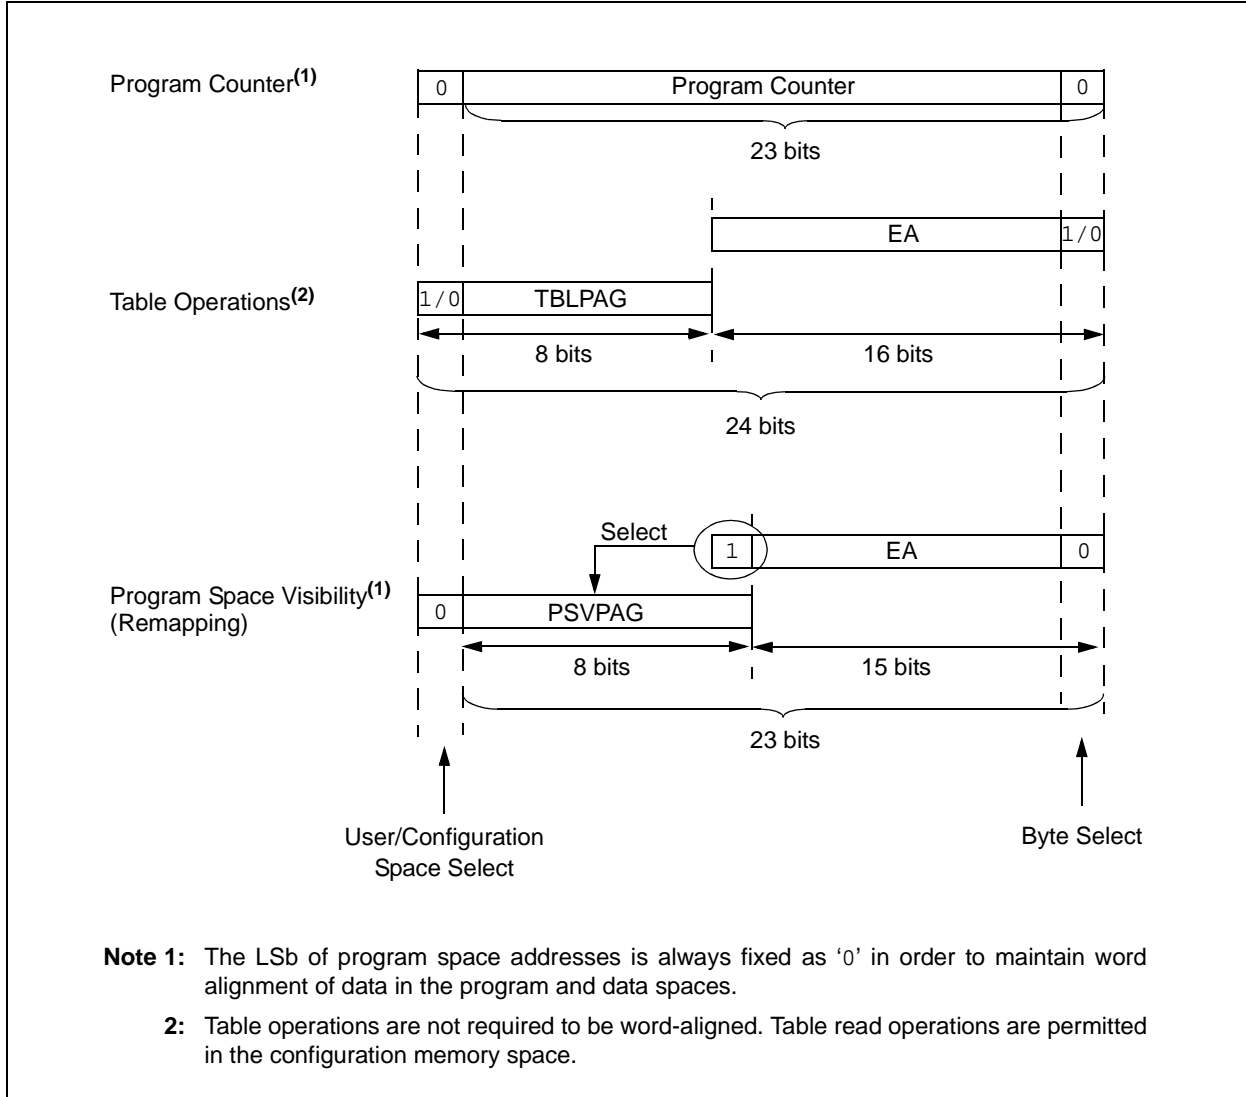 Program Counter(1)
0 Program Counter 0
23 bits
EA 1/0
Table Operations(2)
1/0 TBLPAG
8 bits 16 bits
24 bits
Select
1 EA 0
Program Space Visibility(1)
(Remapping)
0 PSVPAG
8 bits 15 bits
23 bits
User/Configuration
Space Select
Byte Select
Note 1: The LSb of program space addresses is always fixed as ‘0’ in order to maintain word
alignment of data in the program and data spaces.
2: Table operations are not required to be word-aligned. Table read operations are permitted
in the configuration memory space.